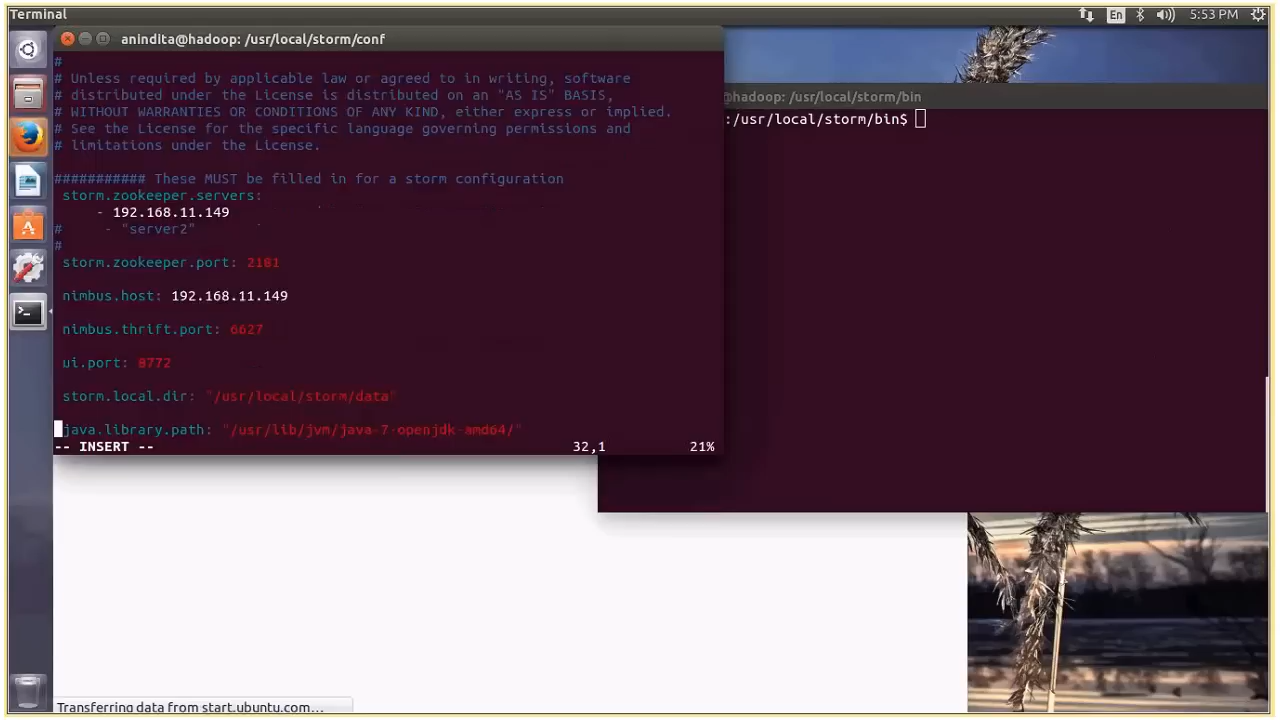 Terminal
En
5:53 PM
anindita@hadoop: /usr/local/storm/conf
#
# Unless required by applicable law or agreed to in writing, software
# distributed under the License is distributed on an "AS IS" BASIS,
# WITHOUT WARRANTIES OR CONDITIONS OF ANY KIND, either express or implied.
# See the License for the specific language governing permissions and
# limitations under the License.
########### These MUST be filled in for a storm configuration
storm.zookeeper.servers:
- 192.168.11.149
# - "server2"
#
storm.zookeeper.port: 2181
nimbus.host: 192.168.11.149
nimbus.thrift.port: 6627
ui.port: 8772
storm.local.dir: "/usr/local/storm/data"
java.library.path: "/usr/lib/jvm/java-7-openjdk-amd64/"
-- INSERT -- 32,1 21%
@hadoop: /usr/local/storm/bin
:/usr/local/storm/bin$
Transferring data from start.ubuntu.com...